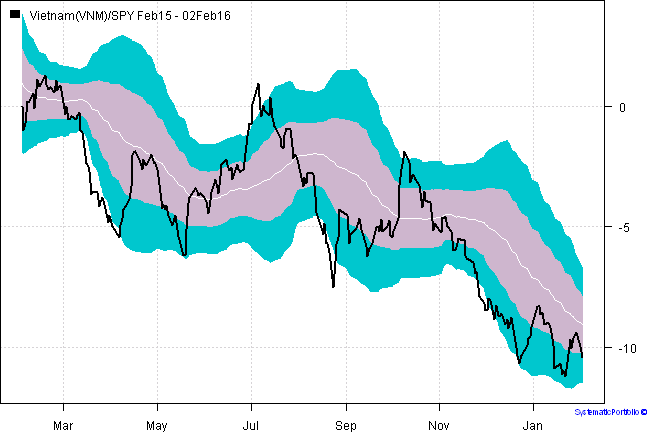 Vietnam(VNM)/SPY Feb15 - 02Feb16
0
-5
-10
Mar May Jul Sep Nov Jan
SystematicPortfolio ©